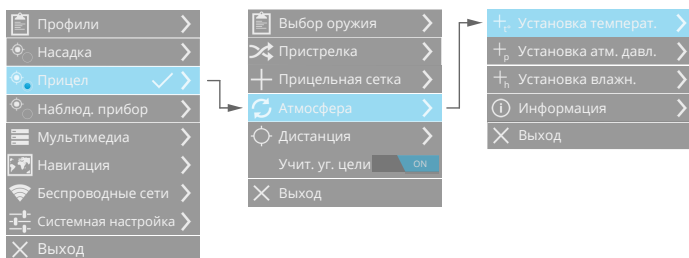 Профили
Насадка
Прицел
Наблюд. прибор
Мультимедиа
Навигация
Беспроводные сети
Системная настройка
Выход
Выбор оружия
Пристрелка
Прицельная сетка
Атмосфера
Дистанция
Учит. уг. цели ON
Выход
t° Установка температ.
p Установка атм. давл.
h Установка влажн.
Информация
Выход